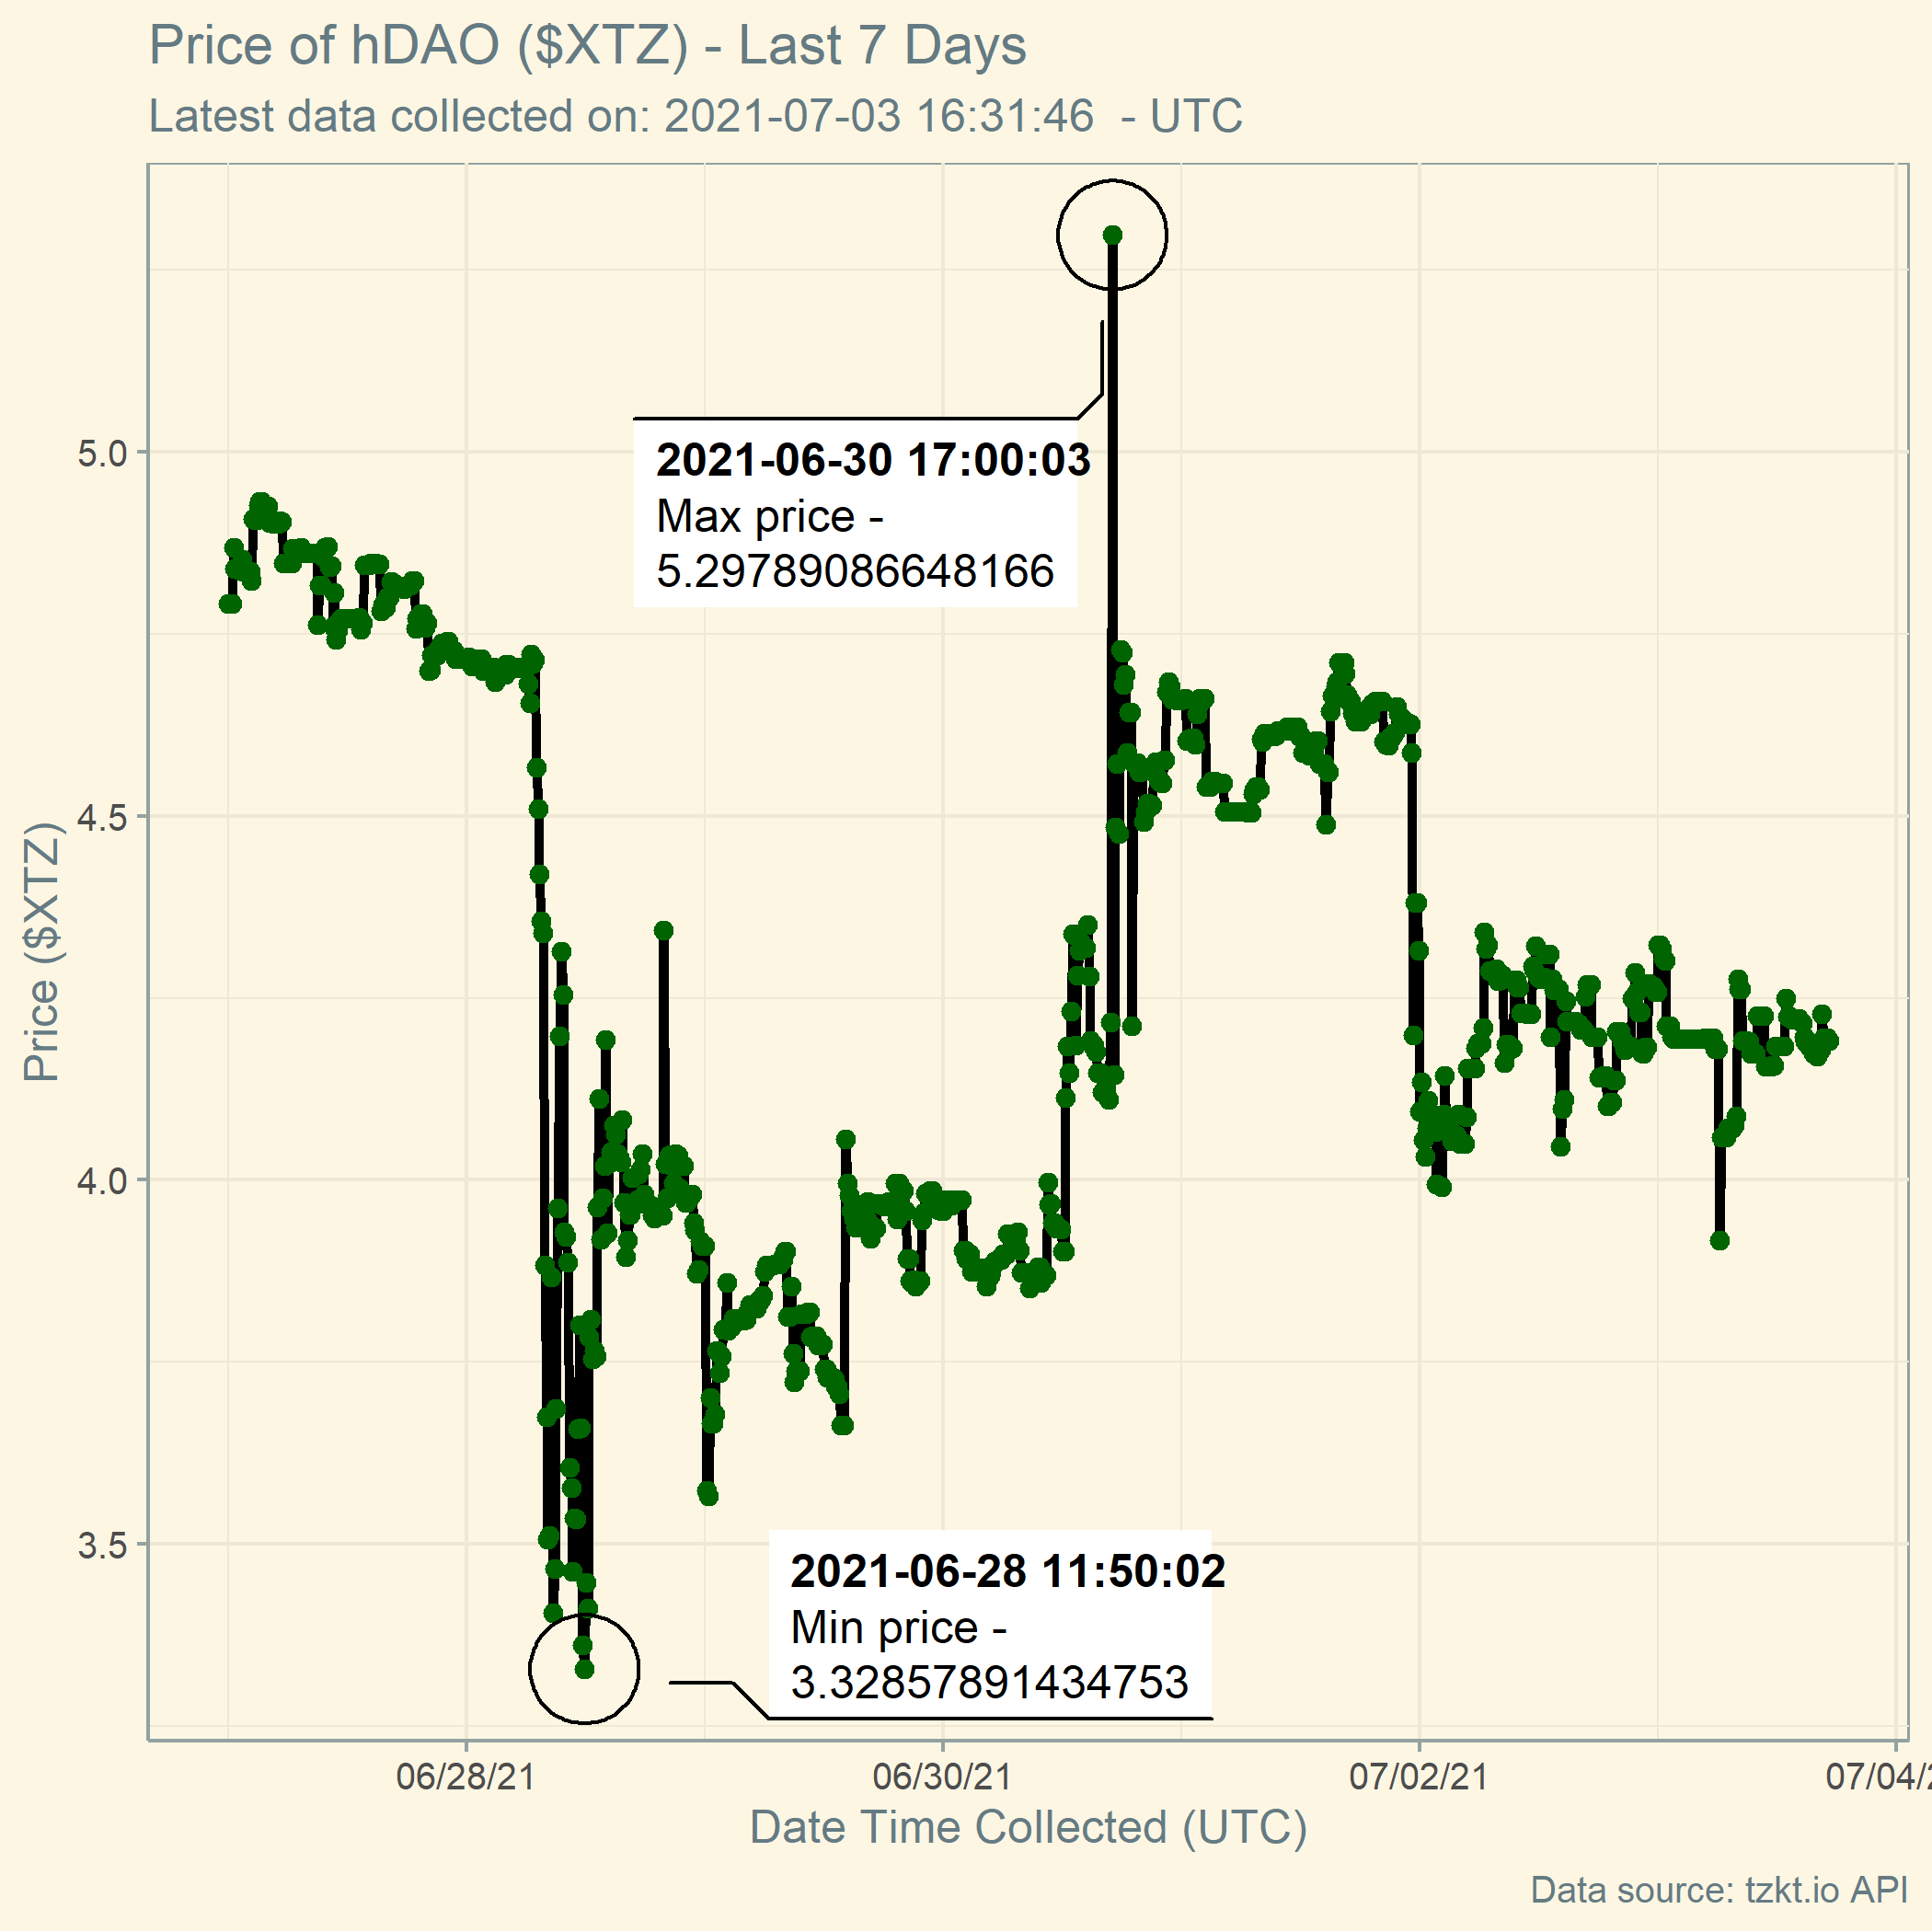 Price of hDAO ($XTZ) - Last 7 Days
Latest data collected on: 2021-07-03 16:31:46  - UTC
Price ($XTZ)
5.0
4.5
4.0
3.5
2021-06-30 17:00:03
Max price -
5.29789086648166
2021-06-28 11:50:02
Min price -
3.32857891434753
06/28/21
06/30/21
07/02/21
07/04/2
Date Time Collected (UTC)
Data source: tzkt.io API